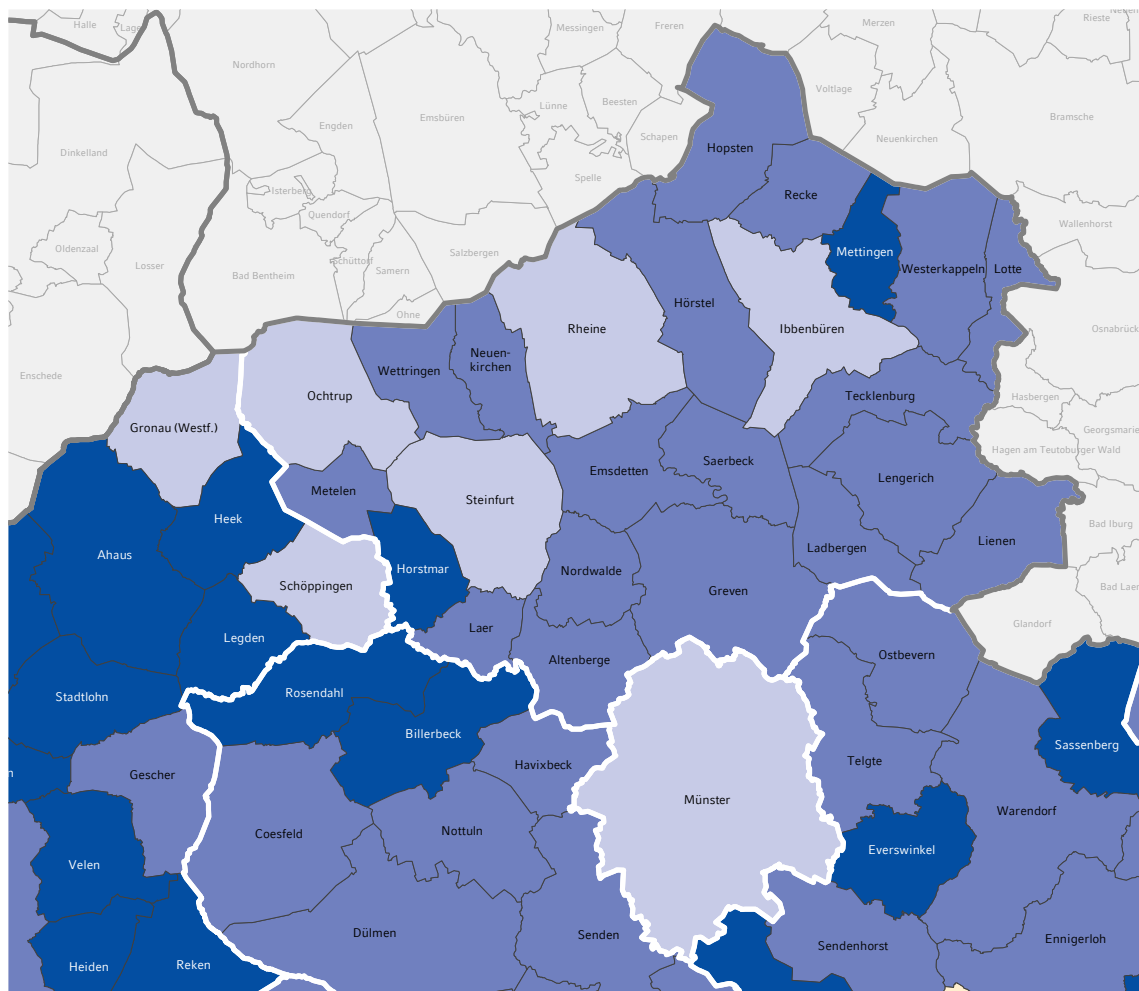 Halle
Lage
Messingen
Freren
Merzen
Rieste
Nordhorn
Lünne
Beesten
Voltlage
Engden
Emsbüren
Bramsche
Schapen
Neuenkirchen
Dinkelland
Hopsten
Spelle
Isterberg
Recke
Quendorf
Wallenhorst
Oldenzaal
Losser
Bad Bentheim
Schüttorf
Samern
Salzbergen
Mettingen
Westerkappeln
Lotte
Hörstel
Ohne
Rheine
Ibbenbüren
Osnabrück
Neuen-
kirchen
Enschede
Wettringen
Ochtrup
Tecklenburg
Hasbergen
Gronau (Westf.)
Georgsmarie
Hagen am Teutoburger Wald
Saerbeck
Emsdetten
Lengerich
Metelen
Steinfurt
Heek
Bad Iburg
Lienen
Ladbergen
Ahaus
Horstmar
Nordwalde
Schöppingen
Bad Laer
Greven
Glandorf
Laer
Legden
Ostbevern
Altenberge
Rosendahl
Stadtlohn
Billerbeck
Sassenberg
Telgte
Havixbeck
Gescher
n
Münster
Warendorf
Nottuln
Coesfeld
Everswinkel
Velen
Dülmen
Senden
Ennigerloh
Sendenhorst
Reken
Heiden